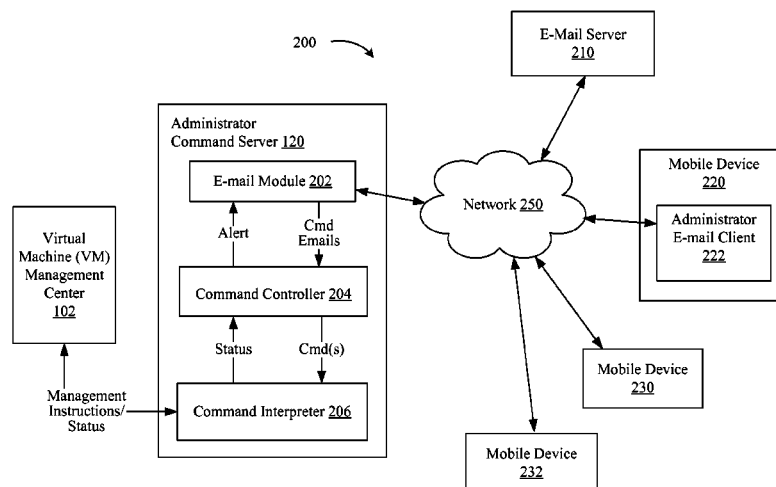 200
E-Mail Server
210
Administrator
Command Server 120
E-mail Module 202
Alert
Cmd
Emails
Command Controller 204
Status
Cmd(s)
Command Interpreter 206
Virtual
Machine (VM)
Management
Center
102
Management
Instructions/
Status
Network 250
Mobile Device
220
Administrator
E-mail Client
222
Mobile Device
230
Mobile Device
232